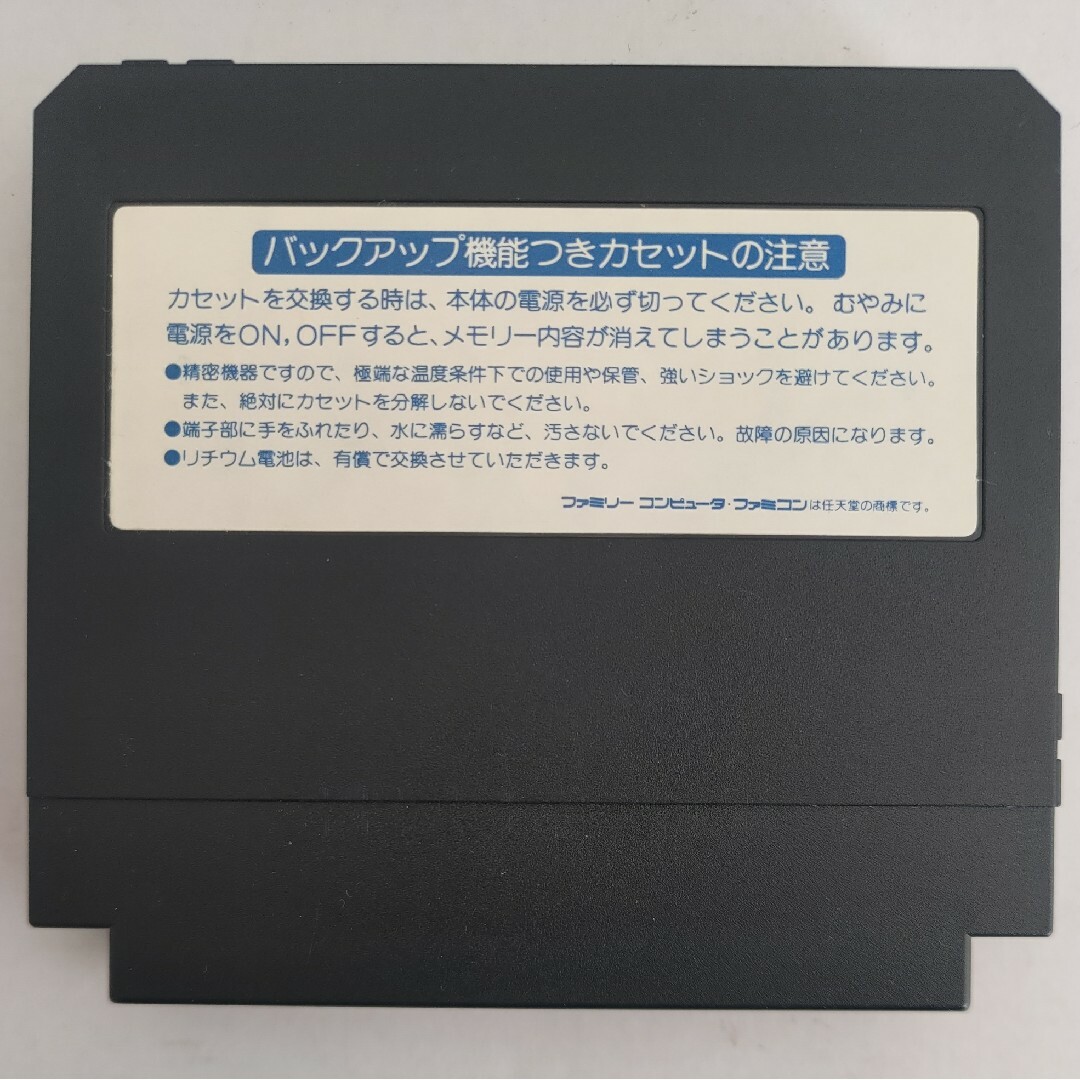 バックアップ機能つきカセットの注意
カセットを交換する時は、本体の電源を必ず切ってください。むやみに
電源をON,OFFすると、メモリー内容が消えてしまうことがあります。
●精密機器ですので、極端な温度条件下での使用や保管、強いショックを避けてください。
また、絶対にカセットを分解しないでください。
●端子部に手をふれたり、水に濡らすなど、汚さないでください。故障の原因になります。
●リチウム電池は、有償で交換させていただきます。
ファミリー コンピュータ・ファミコンは任天堂の商標です。